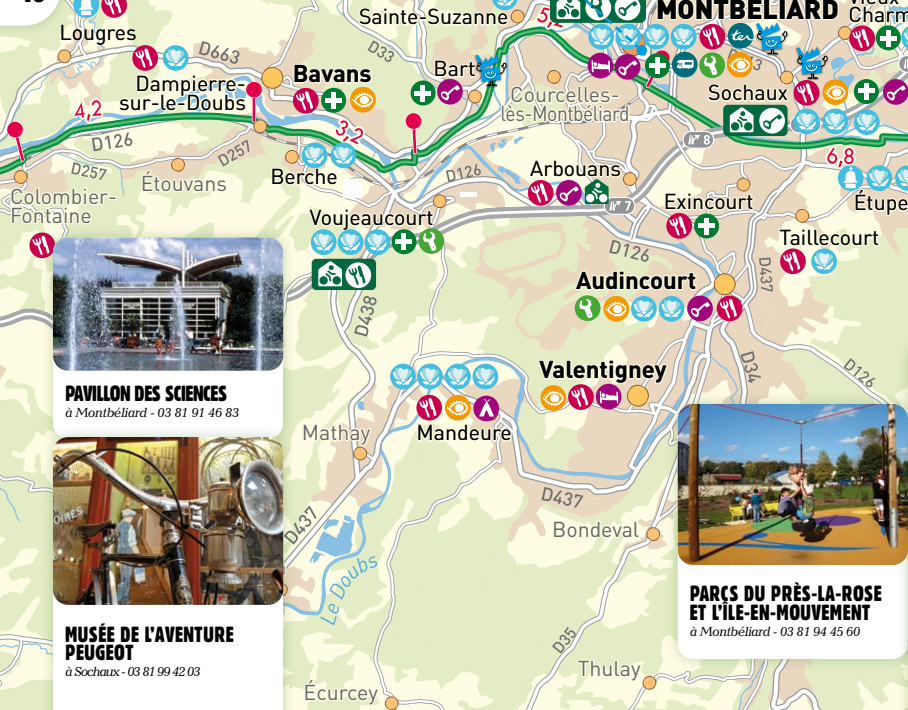 MONTBÉLIARD
Sainte-Suzanne
Lougres
D663
D33
Bavans
Bart
ter
Dampierre-
sur-le-Doubs
Courcelles-
lès-Montbéliard
Sochaux
4,2
3,2
D126
D257
D257
8
6,8
Étouvans
Berche
D126
Arbouans
Colombier-
Fontaine
Exincourt
7
Voujeaucourt
Taillecourt
D126
D437
Audincourt
D438
D34
D126
Valentigney
PAVILLON DES SCIENCES
à Montbéliard - 03 81 91 46 83
Mandeure
Mathay
D437
D437
Bondeval
Le Doubs
PARCS DU PRÈS-LA-ROSE
ET L'ÎLE-EN-MOUVEMENT
à Montbéliard - 03 81 94 45 60
MUSÉE DE L'AVENTURE
PEUGEOT
à Sochaux - 03 81 99 42 03
D35
Thulay
Écurcey